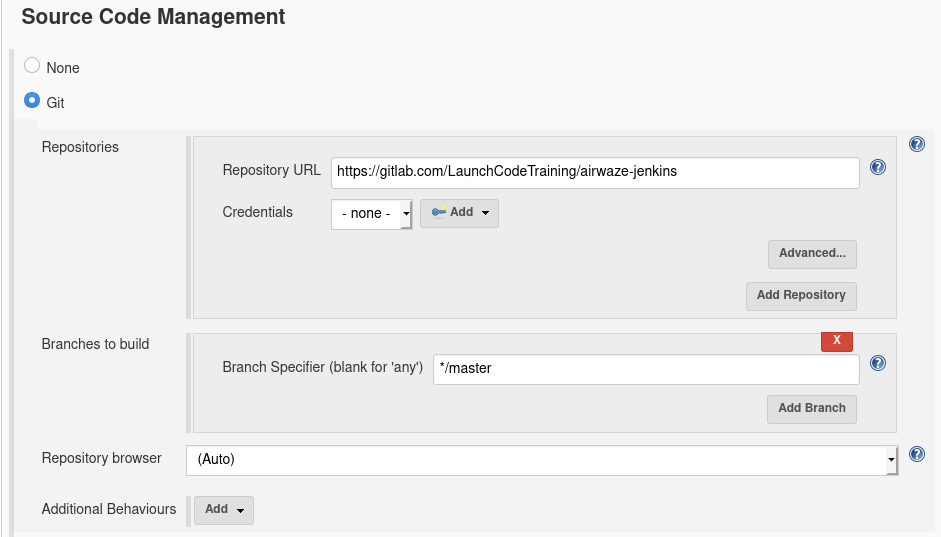 Source Code Management
None
Git
Repositories
?
Repository URL
https://gitlab.com/LaunchCodeTraining/airwaze-jenkins
?
Credentials
- none -
Add
Advanced...
Add Repository
Branches to build
X
Branch Specifier (blank for 'any')
*/master
?
Add Branch
Repository browser
(Auto)
?
Additional Behaviours
Add